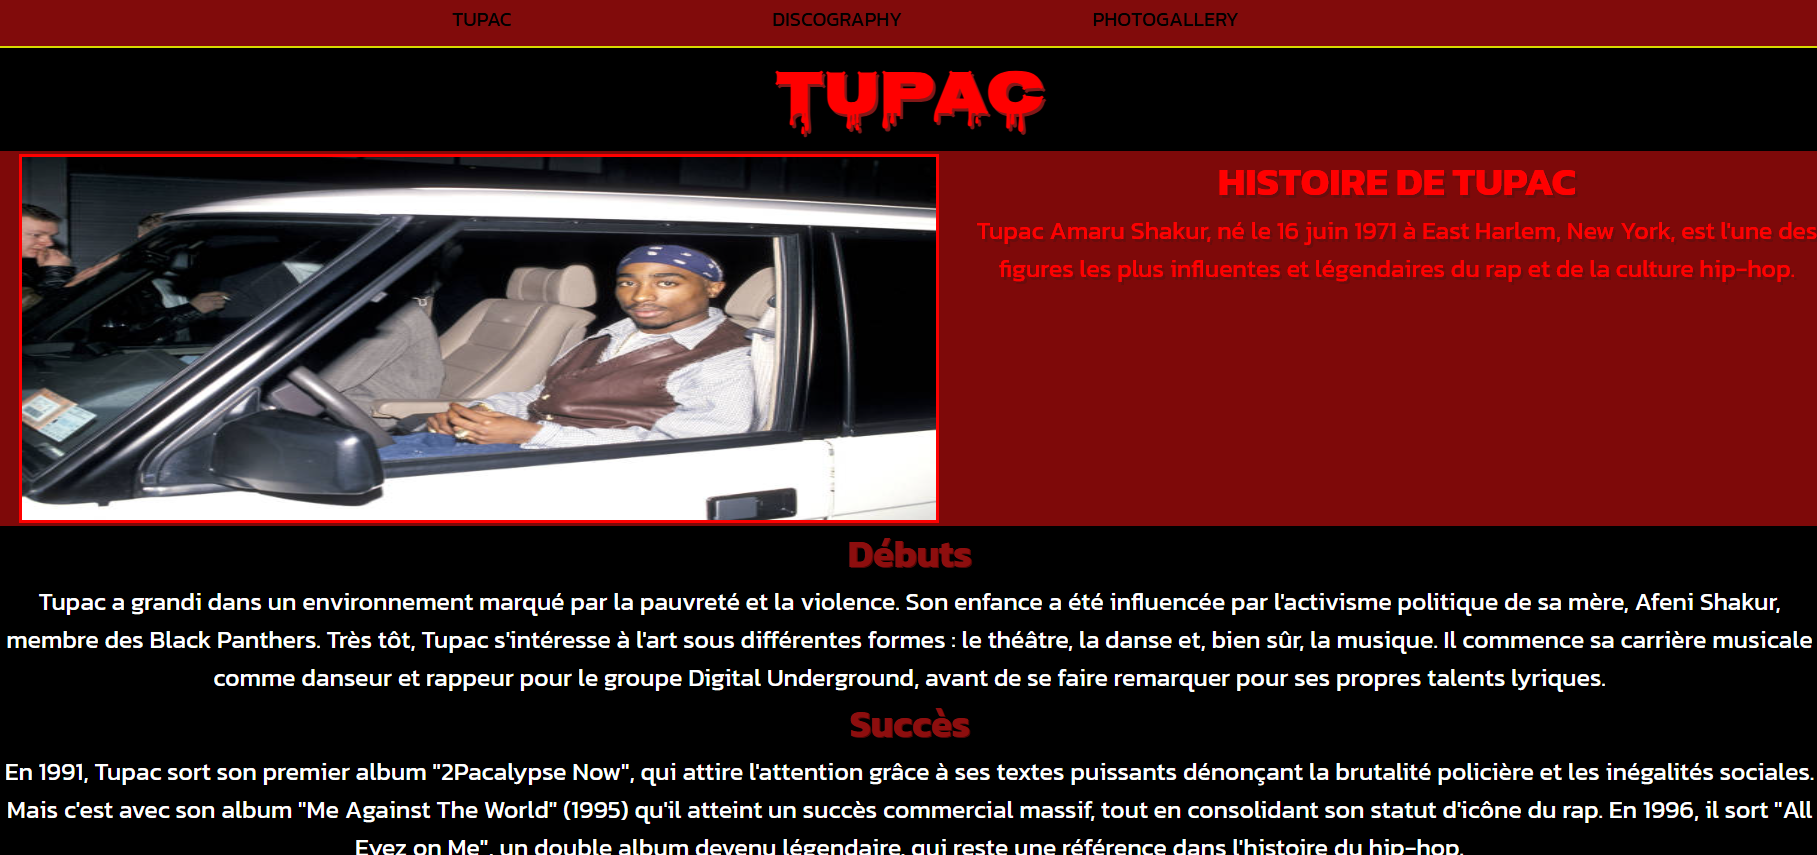 TUPAC DISCOGRAPHY PHOTOGALLERY
TUPAC
HISTOIRE DE TUPAC
Tupac Amaru Shakur, né le 16 juin 1971 à East Harlem, New York, est l'une des
figures les plus influentes et légendaires du rap et de la culture hip-hop.
Débuts
Tupac a grandi dans un environnement marqué par la pauvreté et la violence. Son enfance a été influencée par l'activisme politique de sa mère, Afeni Shakur,
membre des Black Panthers. Très tôt, Tupac s'intéresse à l'art sous différentes formes : le théâtre, la danse et, bien sûr, la musique. Il commence sa carrière musicale
comme danseur et rappeur pour le groupe Digital Underground, avant de se faire remarquer pour ses propres talents lyriques.
Succès
En 1991, Tupac sort son premier album "2Pacalypse Now", qui attire l'attention grâce à ses textes puissants dénonçant la brutalité policière et les inégalités sociales.
Mais c'est avec son album "Me Against The World" (1995) qu'il atteint un succès commercial massif, tout en consolidant son statut d'icône du rap. En 1996, il sort "All
Eyez on Me", un double album devenu légendaire, qui reste une référence dans l'histoire du hip-hop.